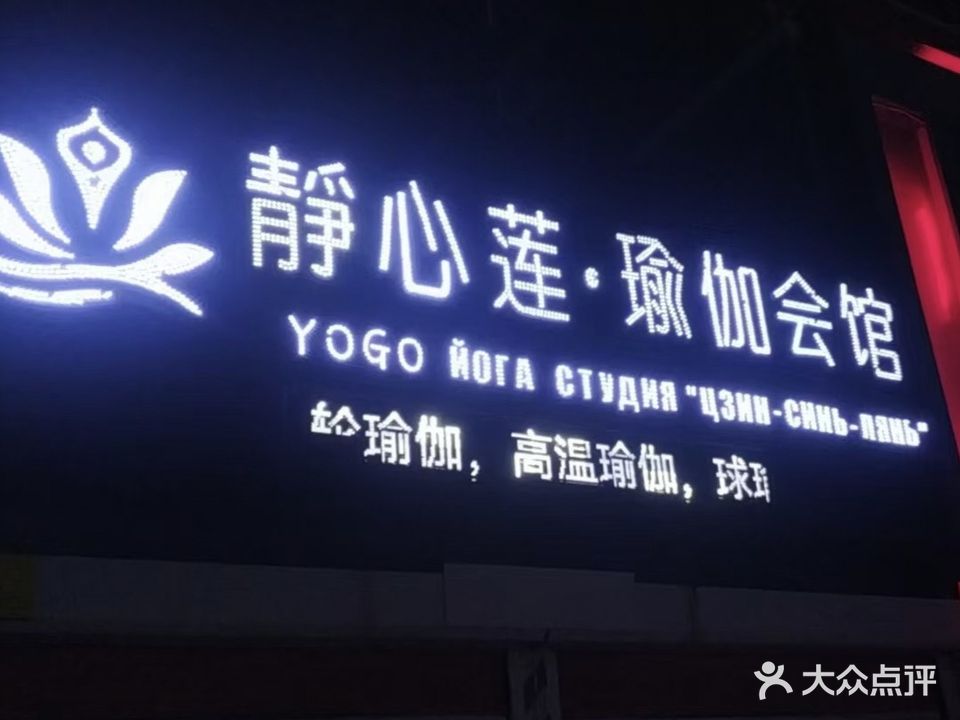 靜心莲·瑜伽会馆
YOGO ЙОГА СТУДИЯ "ЦЗИН-СИНЬ-ЛЯНЬ"
瑜伽，高温瑜伽，球
大众点评